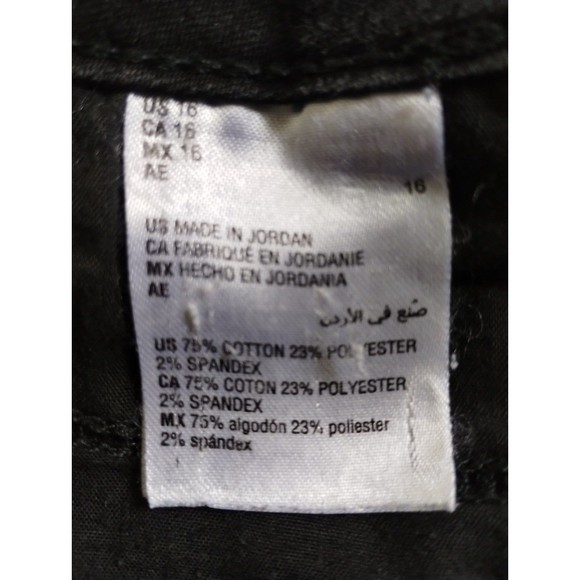 US 16
CA 16
MX 16
AE
16
US MADE IN JORDAN
CA FABRIQUÉ EN JORDANIE
MX HECHO EN JORDANIA
AE
صنع في الأردن
US 75% COTTON 23% POLYESTER
2% SPANDEX
CA 75% COTON 23% POLYESTER
2% SPANDEX
MX 75% algodón 23% poliester
2% spándex